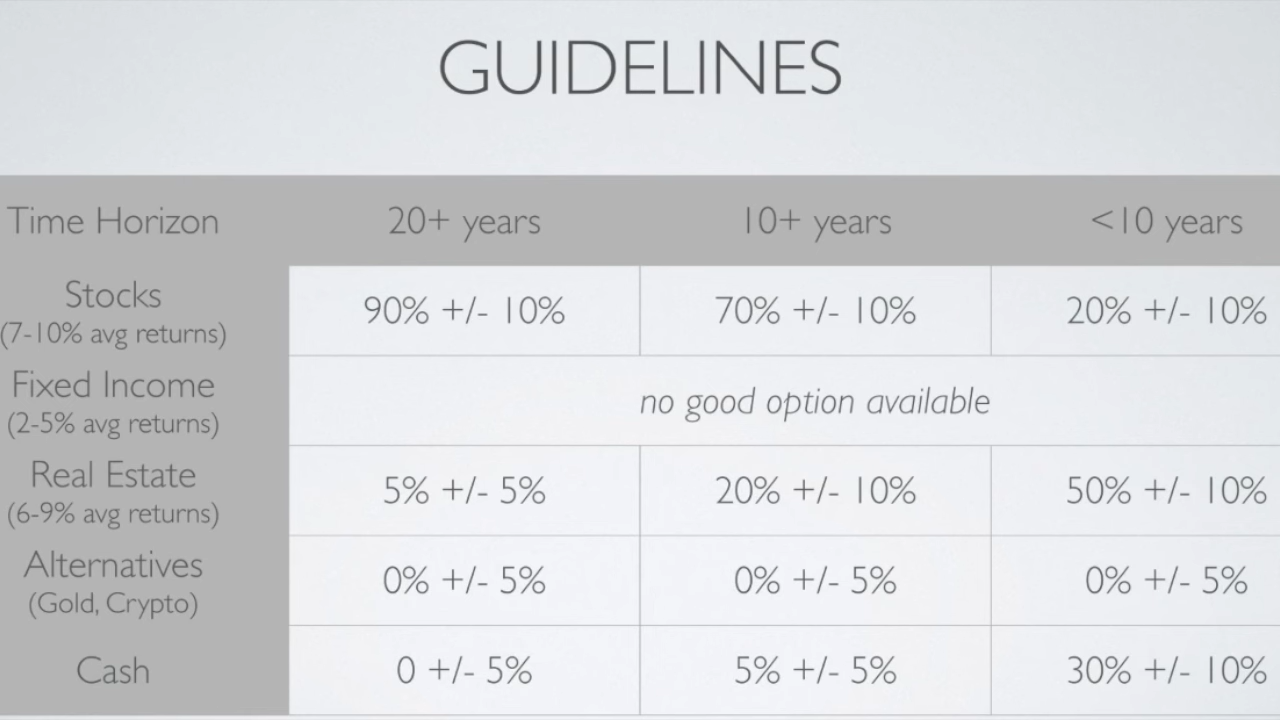 GUIDELINES
Time Horizon 20+ years 10+ years <10 years
Stocks
(7-10% avg returns)
90% +/- 10% 70% +/- 10% 20% +/- 10%
Fixed Income
(2-5% avg returns)
no good option available
Real Estate
(6-9% avg returns)
5% +/- 5% 20% +/- 10% 50% +/- 10%
Alternatives
(Gold, Crypto)
0% +/- 5% 0% +/- 5% 0% +/- 5%
Cash 0 +/- 5% 5% +/- 5% 30% +/- 10%